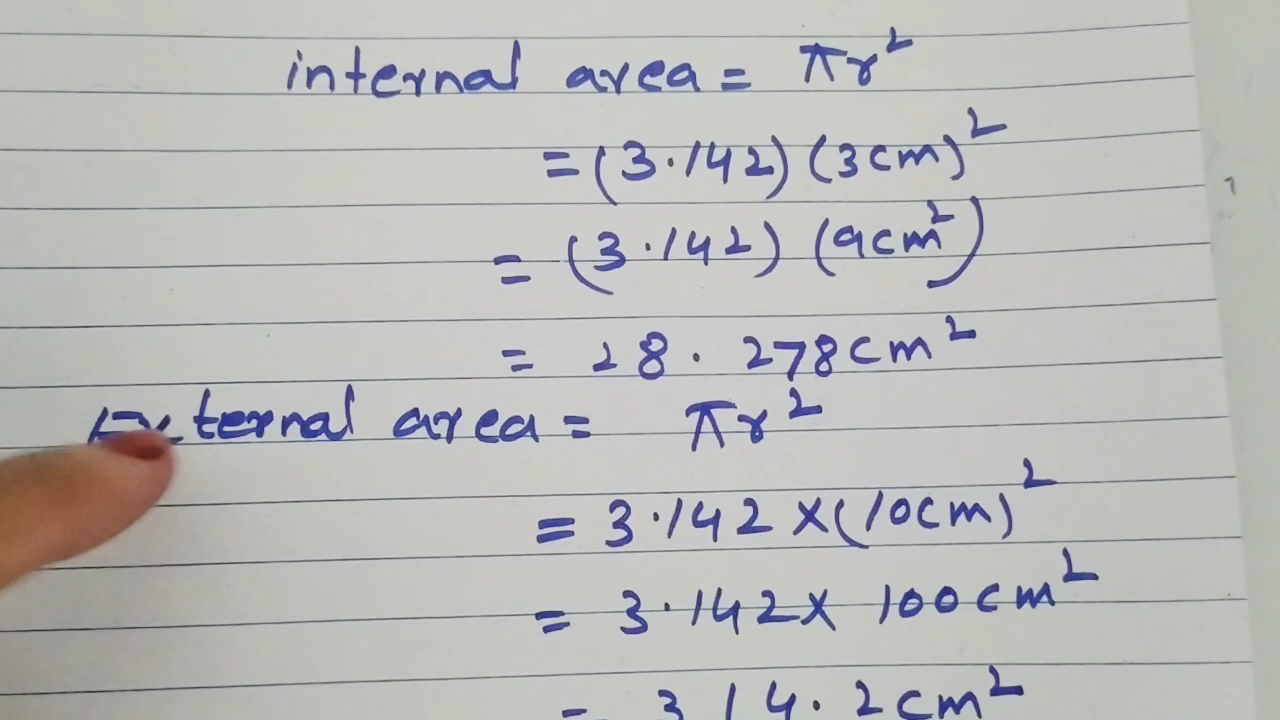 internal area = πr²
= (3.142) (3cm)²
= (3.142) (9cm²)
= 28.278cm²
External area = πr²
= 3.142 × (10cm)²
= 3.142 × 100cm²
= 314.2cm²